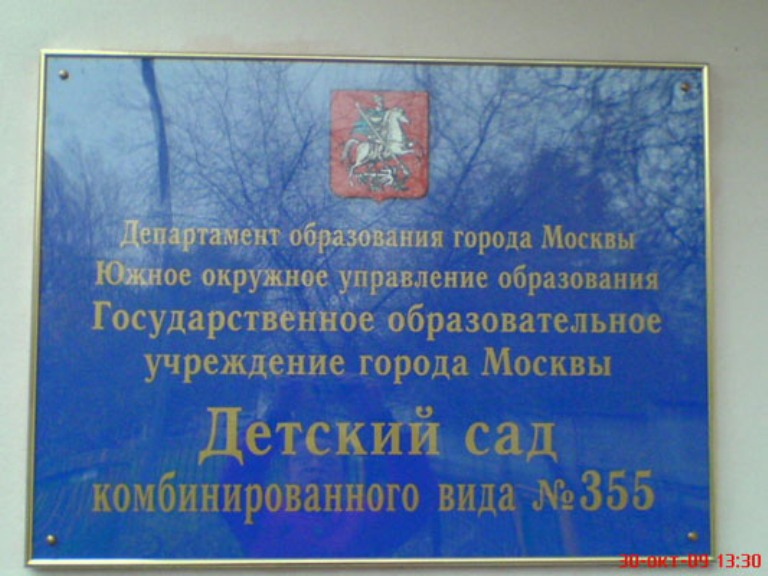 Департамент образования города Москвы
Южное окружное управление образования
Государственное образовательное
учреждение города Москвы
Детский сад
комбинированного вида №355
30-окт-09 13:30